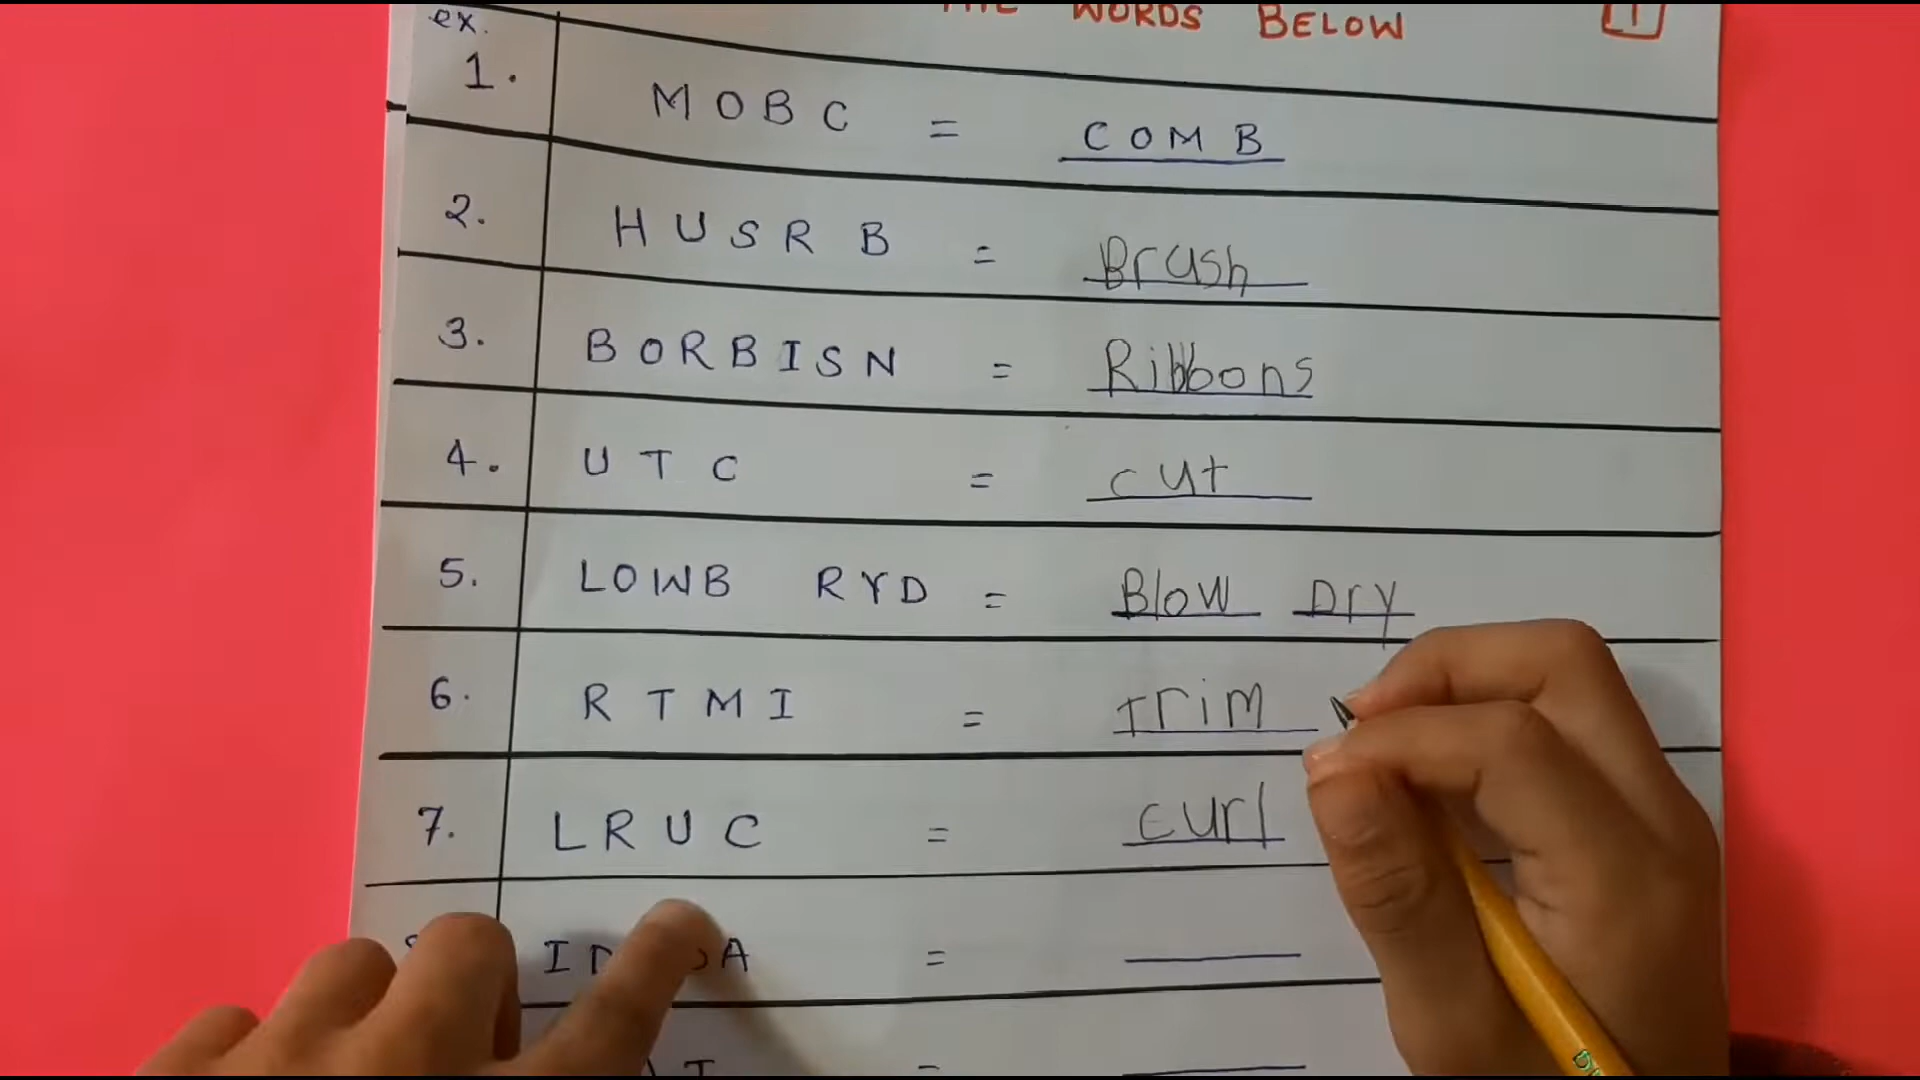 WORDS BELOW 1
ex.
1. MOBC = COMB
2. HUSRB = Brush
3. BORBISN = Ribbons
4. UTC = cut
5. LOWB RYD = Blow Dry
6. RTMI = trim
7. LRUC = curl
=
=